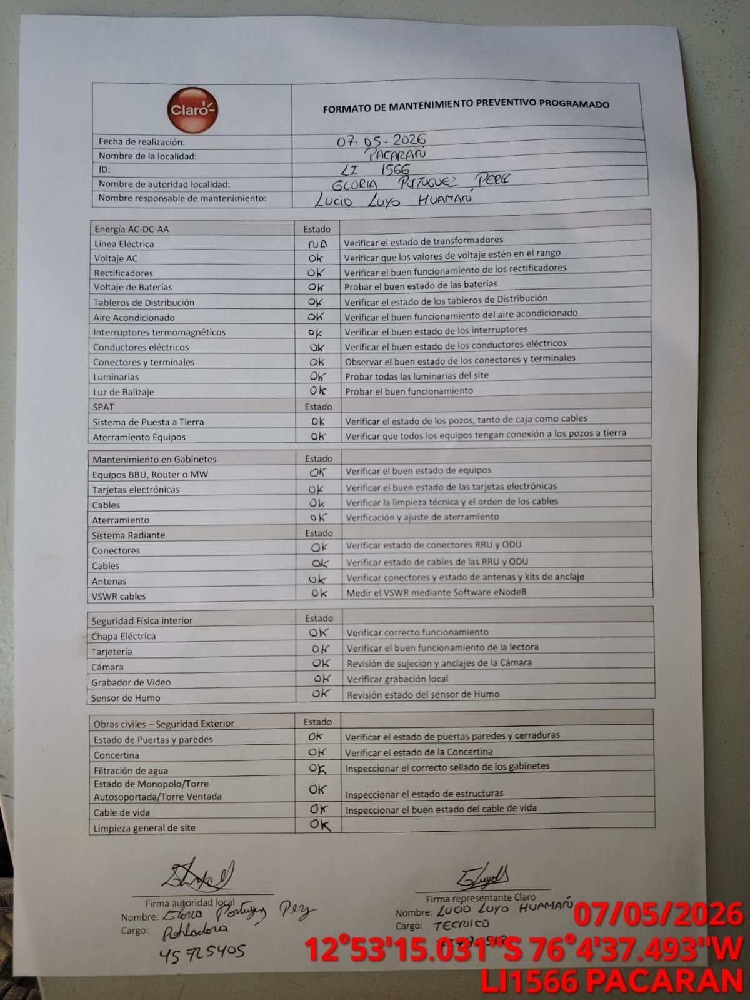 Claro
FORMATO DE MANTENIMIENTO PREVENTIVO PROGRAMADO
Fecha de realización: 07-05-2026
Nombre de la localidad: PACARAN
ID: LI 1566
Nombre de autoridad localidad: GLORIA PORTUGUEZ PEREZ
Nombre responsable de mantenimiento: LUCIO LUYO HUAMAÑ
Energía AC-DC-AA Estado
Línea Eléctrica NA Verificar el estado de transformadores
Voltaje AC OK Verificar que los valores de voltaje estén en el rango
Rectificadores OK Verificar el buen funcionamiento de los rectificadores
Voltaje de Baterías OK Probar el buen estado de las baterías
Tableros de Distribución OK Verificar el estado de los tableros de Distribución
Aire Acondicionado OK Verificar el buen funcionamiento del aire acondicionado
Interruptores termomagnéticos OK Verificar el buen estado de los interruptores
Conductores eléctricos OK Verificar el buen estado de los conductores eléctricos
Conectores y terminales OK Observar el buen estado de los conectores y terminales
Luminarias OK Probar todas las luminarias del site
Luz de Balizaje OK Probar el buen funcionamiento
SPAT Estado
Sistema de Puesta a Tierra OK Verificar el estado de los pozos, tanto de caja como cables
Aterramiento Equipos OK Verificar que todos los equipos tengan conexión a los pozos a tierra
Mantenimiento en Gabinetes Estado
Equipos BBU, Router o MW OK Verificar el buen estado de equipos
Tarjetas electrónicas OK Verificar el buen estado de las tarjetas electrónicas
Cables OK Verificar la limpieza técnica y el orden de los cables
Aterramiento OK Verificación y ajuste de aterramiento
Sistema Radiante Estado
Conectores OK Verificar estado de conectores RRU y ODU
Cables OK Verificar estado de cables de las RRU y ODU
Antenas OK Verificar conectores y estado de antenas y kits de anclaje
VSWR cables OK Medir el VSWR mediante Software eNodeB
Seguridad Física interior Estado
Chapa Eléctrica OK Verificar correcto funcionamiento
Tarjetería OK Verificar el buen funcionamiento de la lectora
Cámara OK Revisión de sujeción y anclajes de la Cámara
Grabador de Video OK Verificar grabación local
Sensor de Humo OK Revisión estado del sensor de Humo
Obras civiles – Seguridad Exterior Estado
Estado de Puertas y paredes OK Verificar el estado de puertas paredes y cerraduras
Concertina OK Verificar el estado de la Concertina
Filtración de agua OK Inspeccionar el correcto sellado de los gabinetes
Estado de Monopolo/Torre
Autosoportada/Torre Ventada OK Inspeccionar el estado de estructuras
Cable de vida OK Inspeccionar el buen estado del cable de vida
Limpieza general de site OK
Firma autoridad local
Nombre: Gloria Portuguez Perez
Cargo: Pobladora
45725405
Firma representante Claro
Nombre: LUCIO LUYO HUAMAÑ
Cargo: TECNICO
07/05/2026
12°53'15.031"S 76°4'37.493"W
LI1566 PACARAN